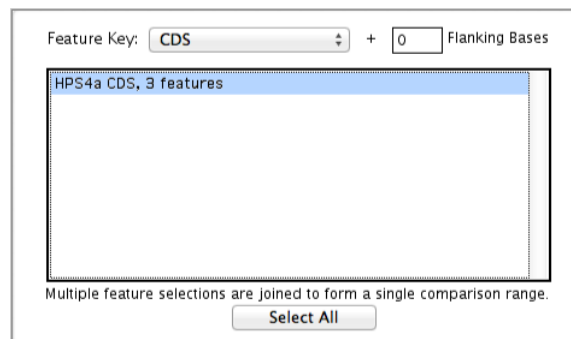 Feature Key: CDS + 0 Flanking Bases
HPS4a CDS, 3 features
Multiple feature selections are joined to form a single comparison range.
Select All